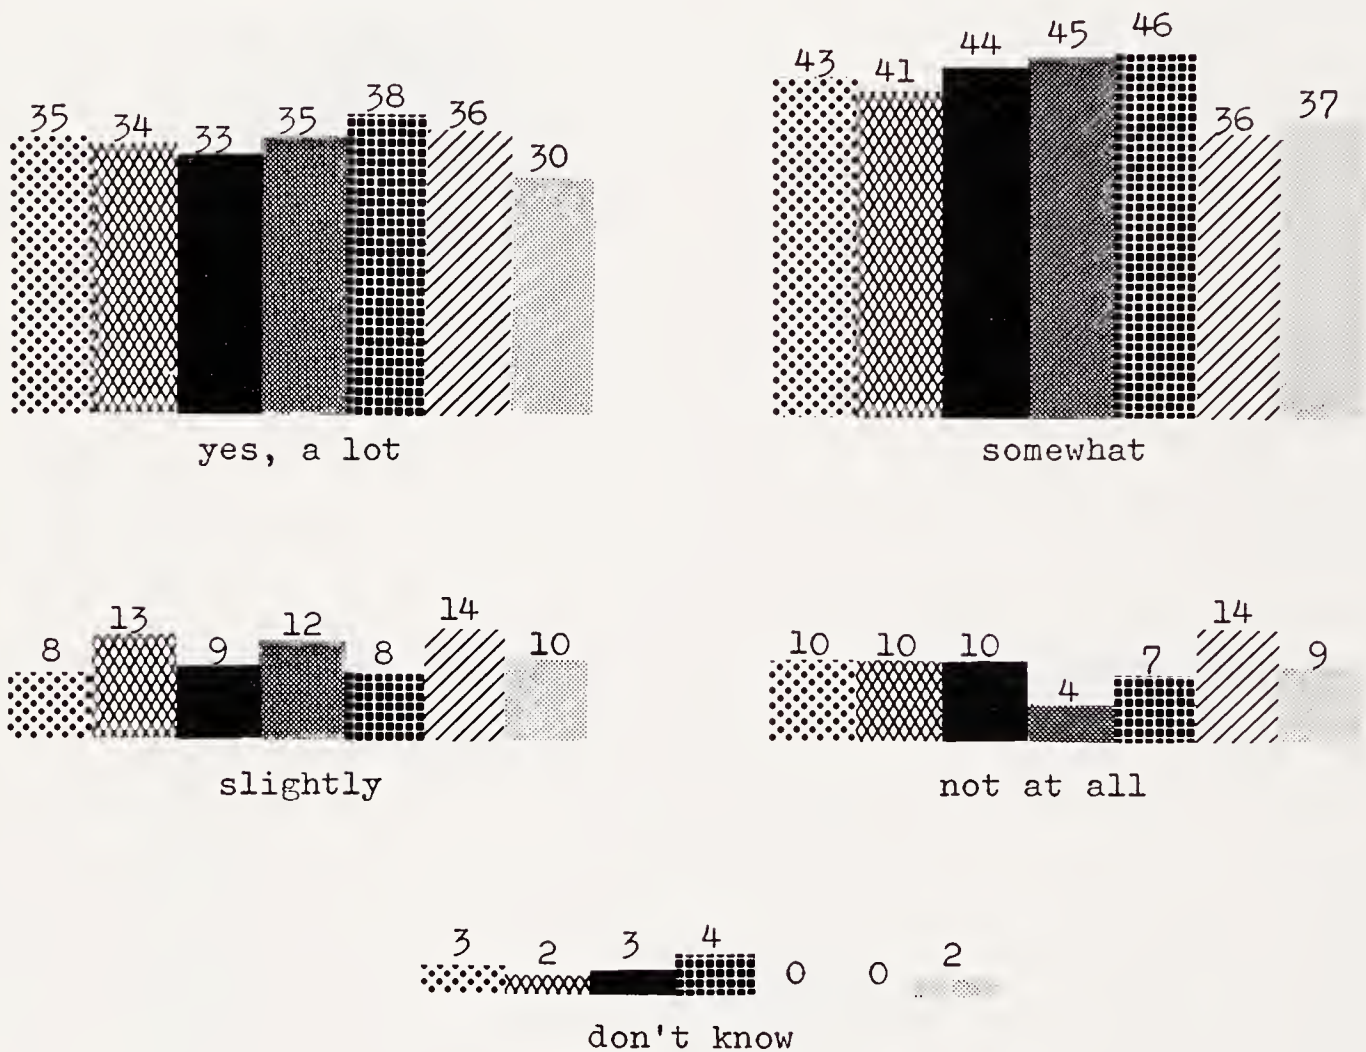 35 34 33 35 38 36 30
yes, a lot
43 41 44 45 46 36 37
somewhat
8 13 9 12 8 14 10
slightly
10 10 10 4 7 14 9
not at all
3 2 3 4 0 0 2
don't know